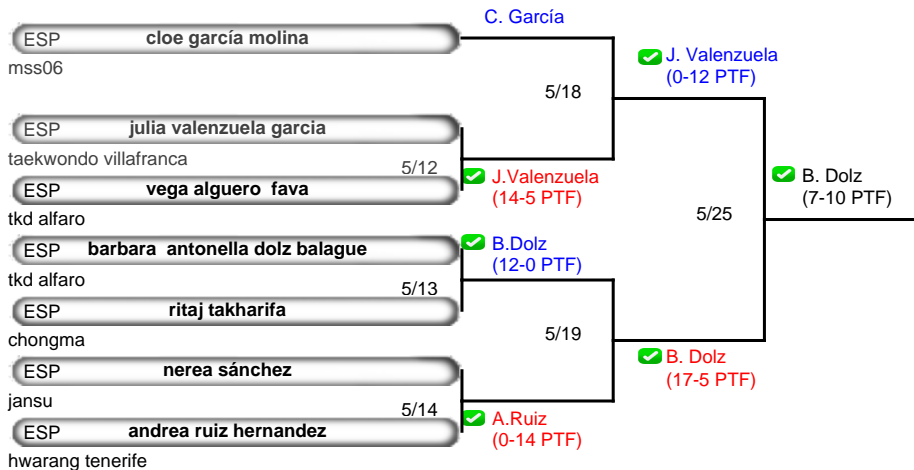 C. García
ESP cloe garcía molina
mss06
J. Valenzuela
(0-12 PTF)
5/18
ESP julia valenzuela garcia
taekwondo villafranca
5/12
J.Valenzuela
(14-5 PTF)
ESP vega alguero fava
tkd alfaro
B. Dolz
(7-10 PTF)
5/25
ESP barbara antonella dolz balague
tkd alfaro
B.Dolz
(12-0 PTF)
5/13
ESP ritaj takharifa
chongma
5/19
B. Dolz
(17-5 PTF)
ESP nerea sánchez
jansu
5/14
A.Ruiz
(0-14 PTF)
ESP andrea ruiz hernandez
hwarang tenerife